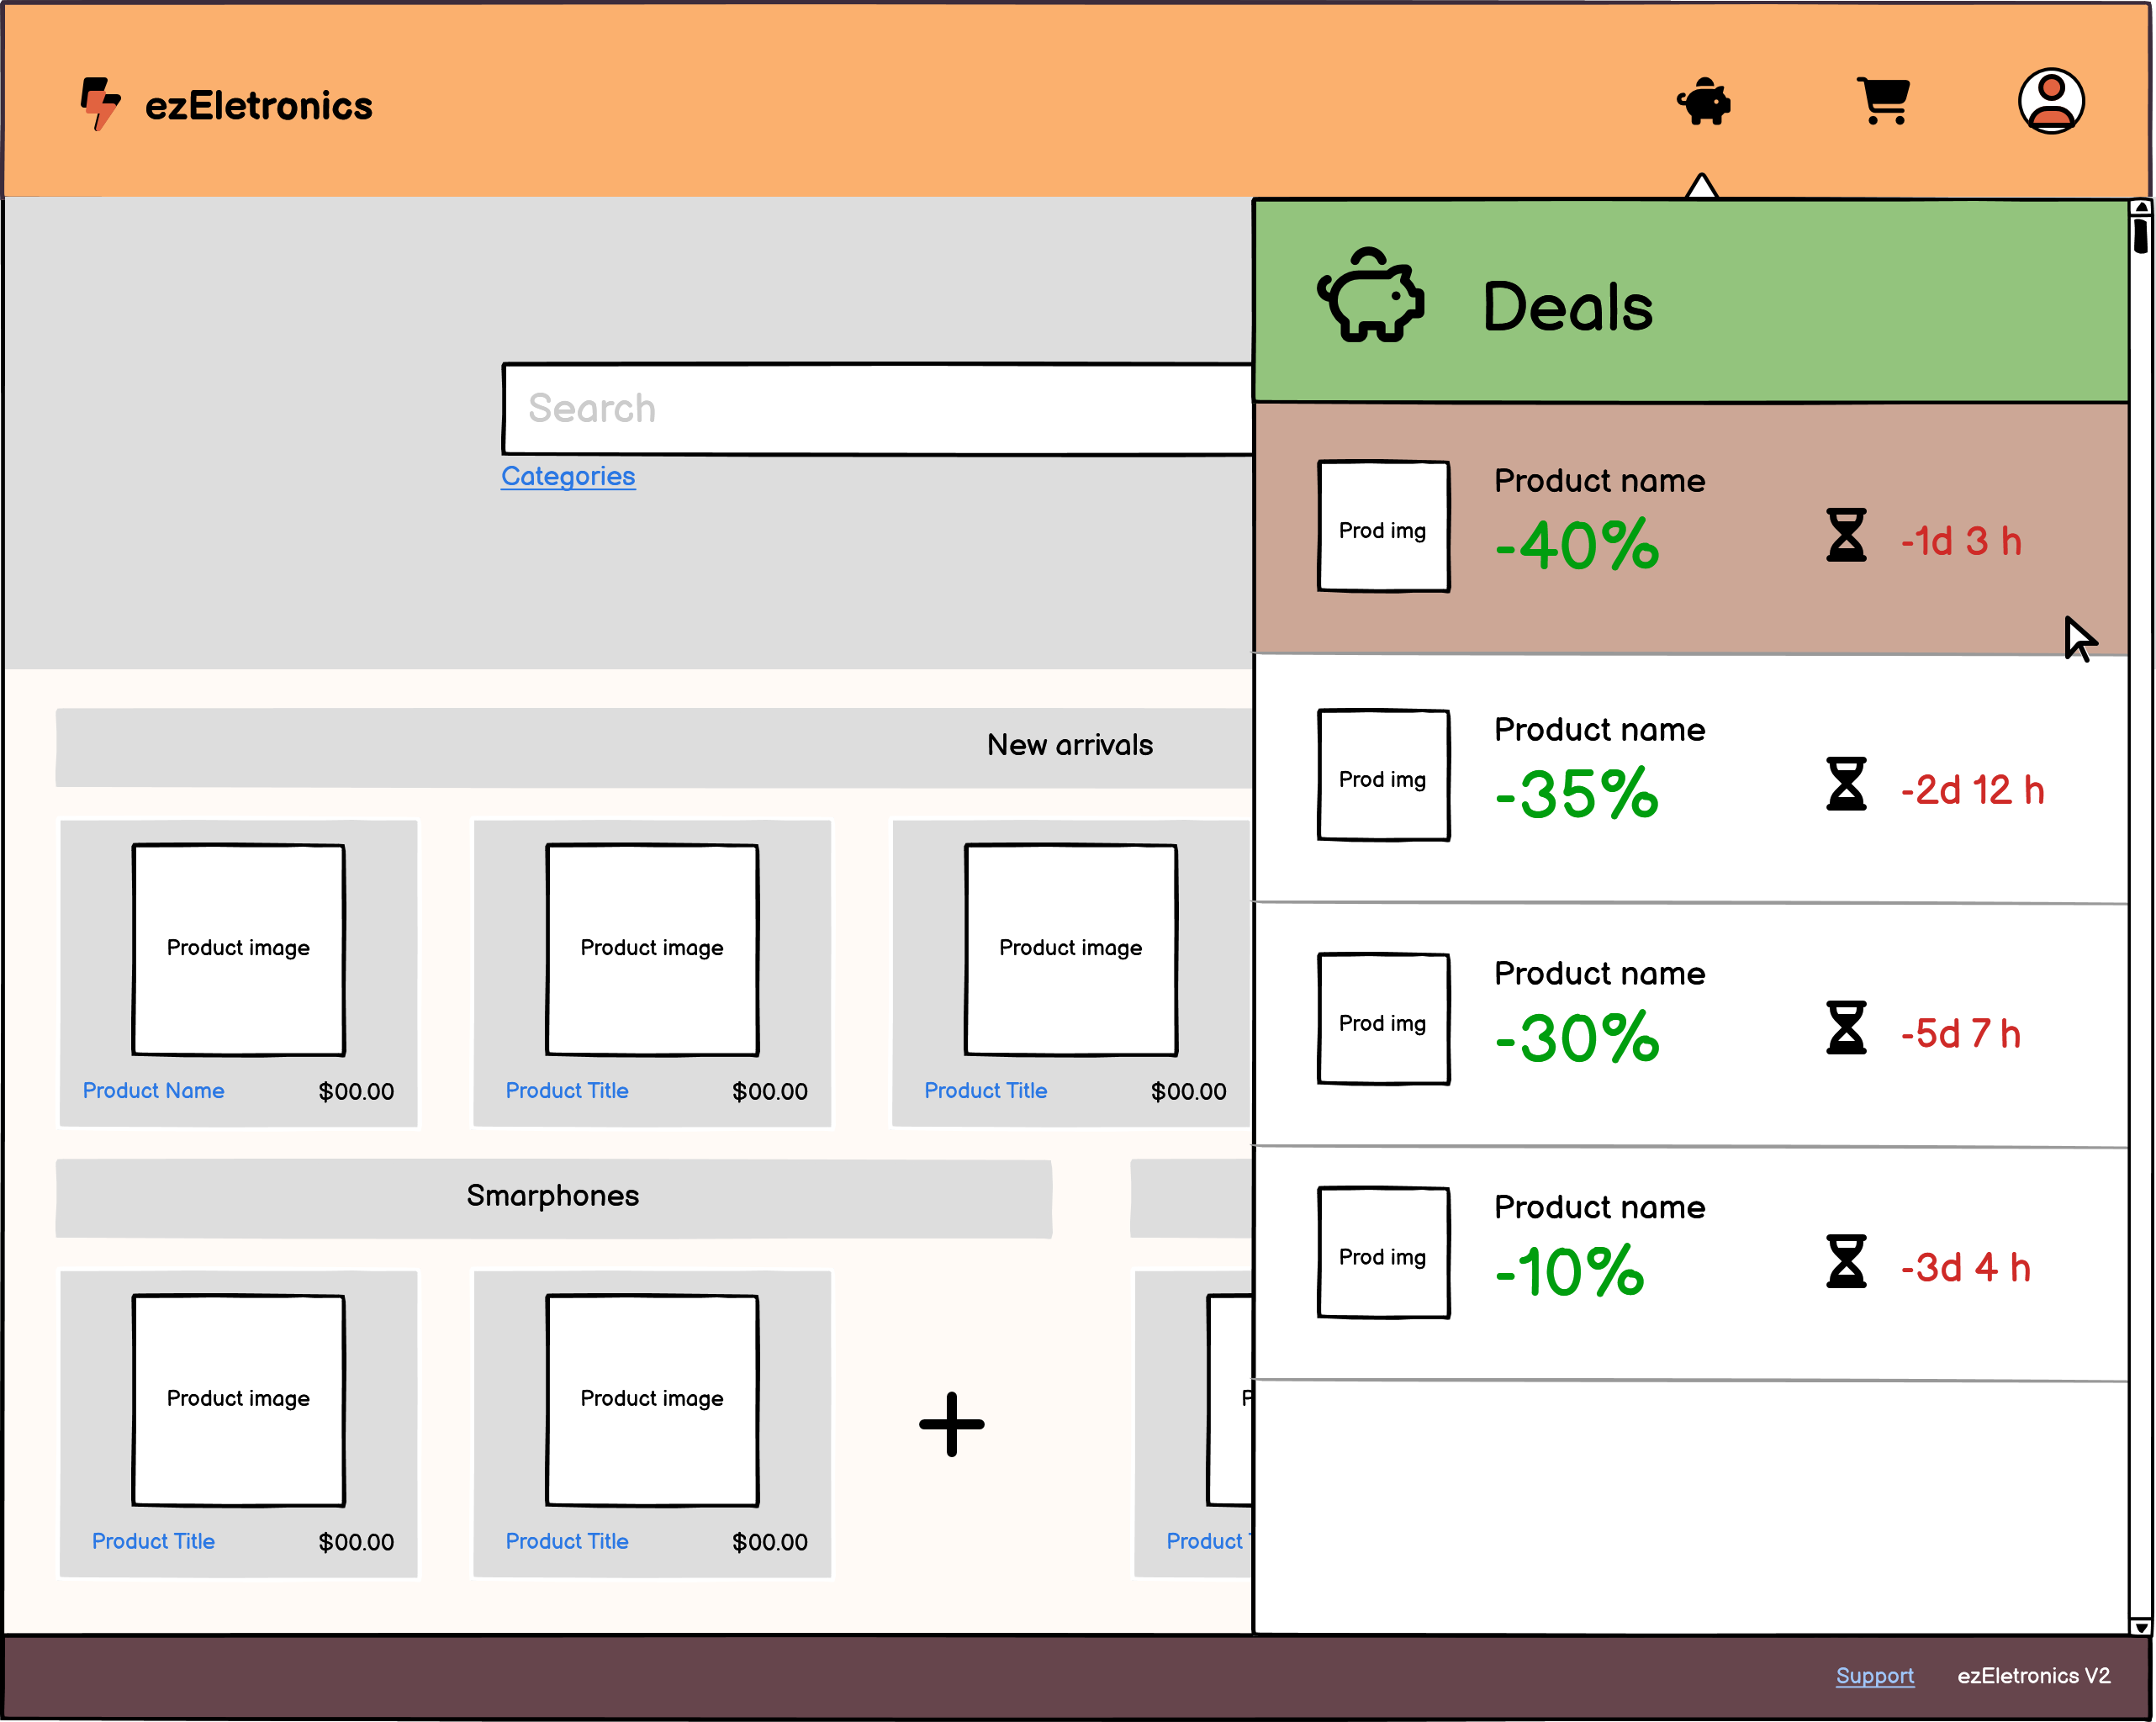 ezEletronics
Search
Categories
New arrivals
Product image
Product image
Product image
Product Name
$00.00
Product Title
$00.00
Product Title
$00.00
Smarphones
Product image
Product image
P
Product Title
$00.00
Product Title
$00.00
Product
Deals
Prod img
Product name
-40%
-1d 3 h
Prod img
Product name
-35%
-2d 12 h
Prod img
Product name
-30%
-5d 7 h
Prod img
Product name
-10%
-3d 4 h
Support
ezEletronics V2